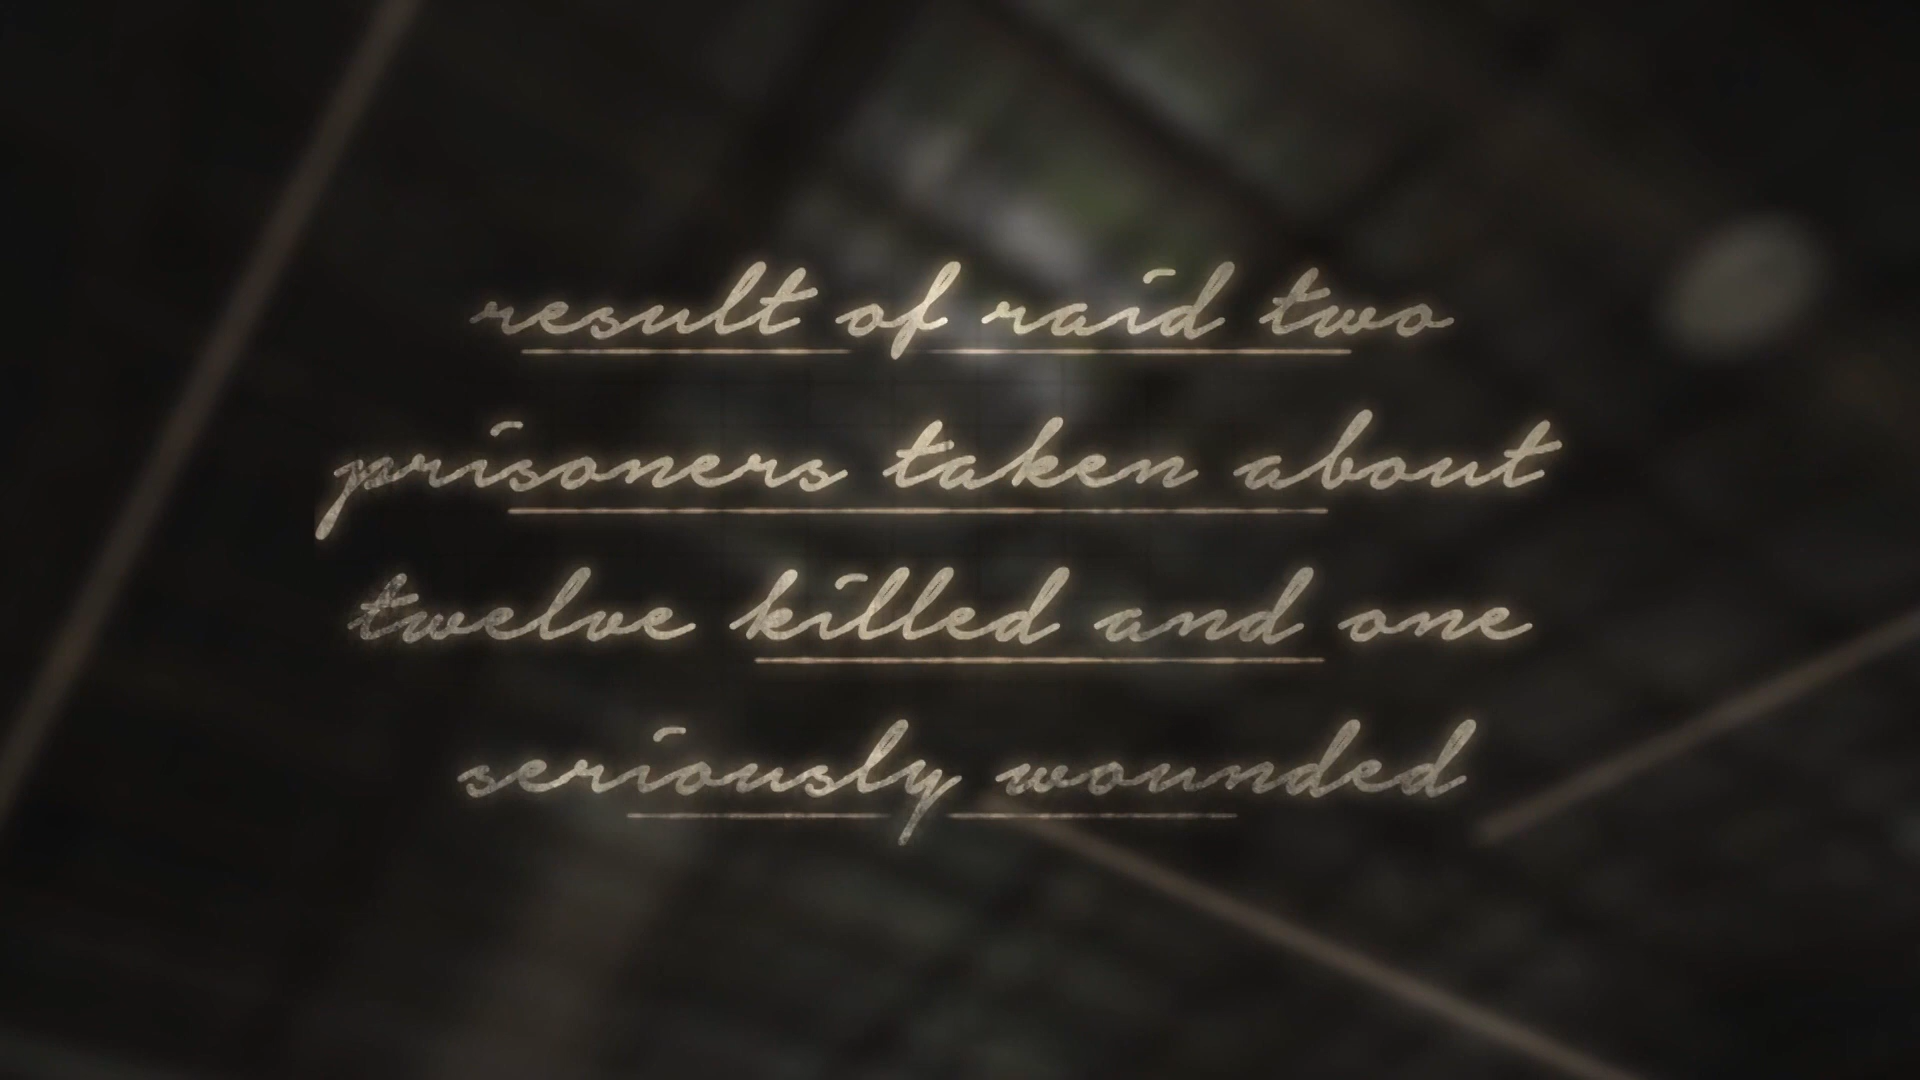 result of raid two
prisoners taken about
twelve killed and one
seriously wounded